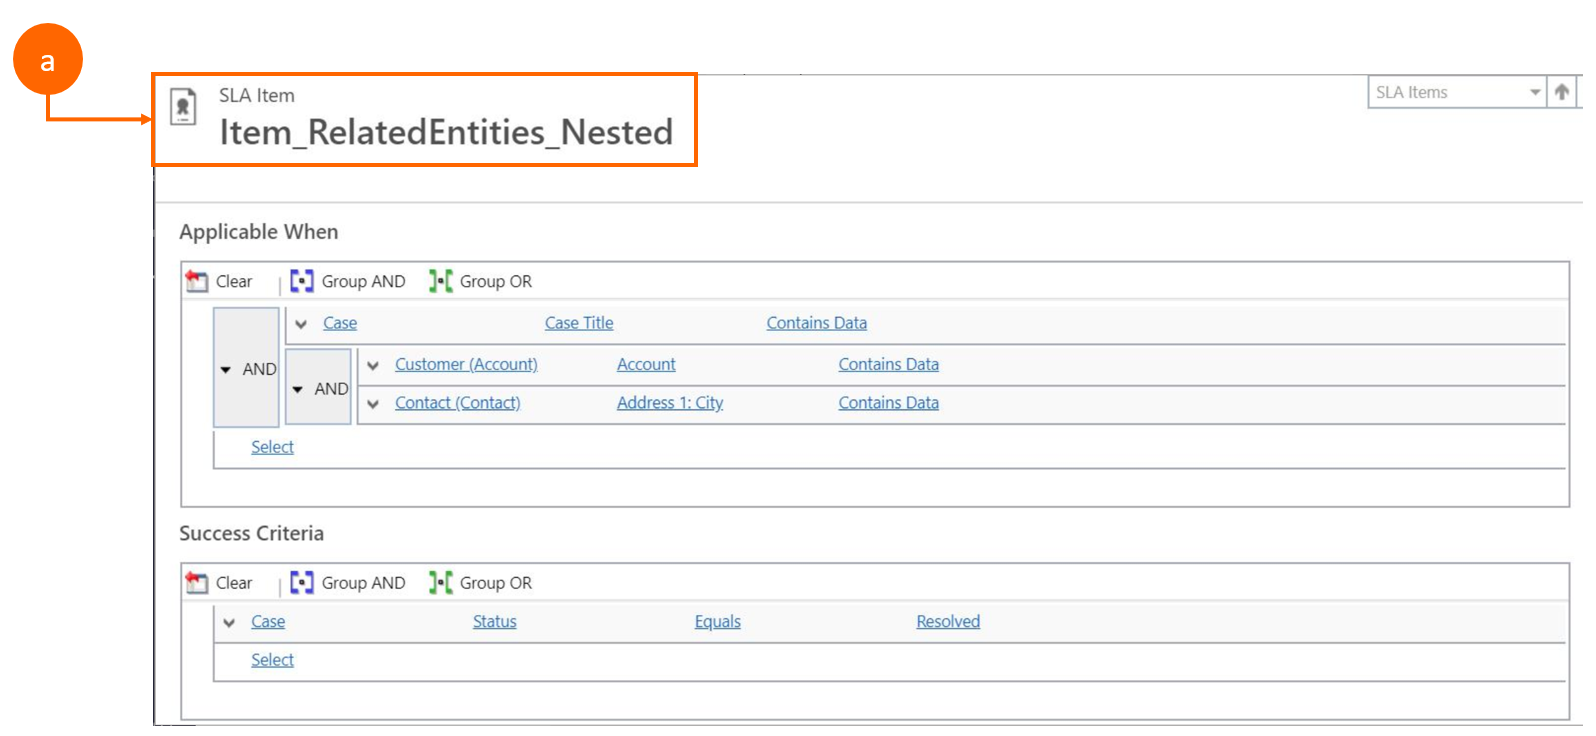 a
SLA Item
Item_RelatedEntities_Nested
SLA Items
Applicable When
Clear Group AND Group OR
Case Case Title Contains Data
AND
Customer (Account) Account Contains Data
AND
Contact (Contact) Address 1: City Contains Data
Select
Success Criteria
Clear Group AND Group OR
Case Status Equals Resolved
Select